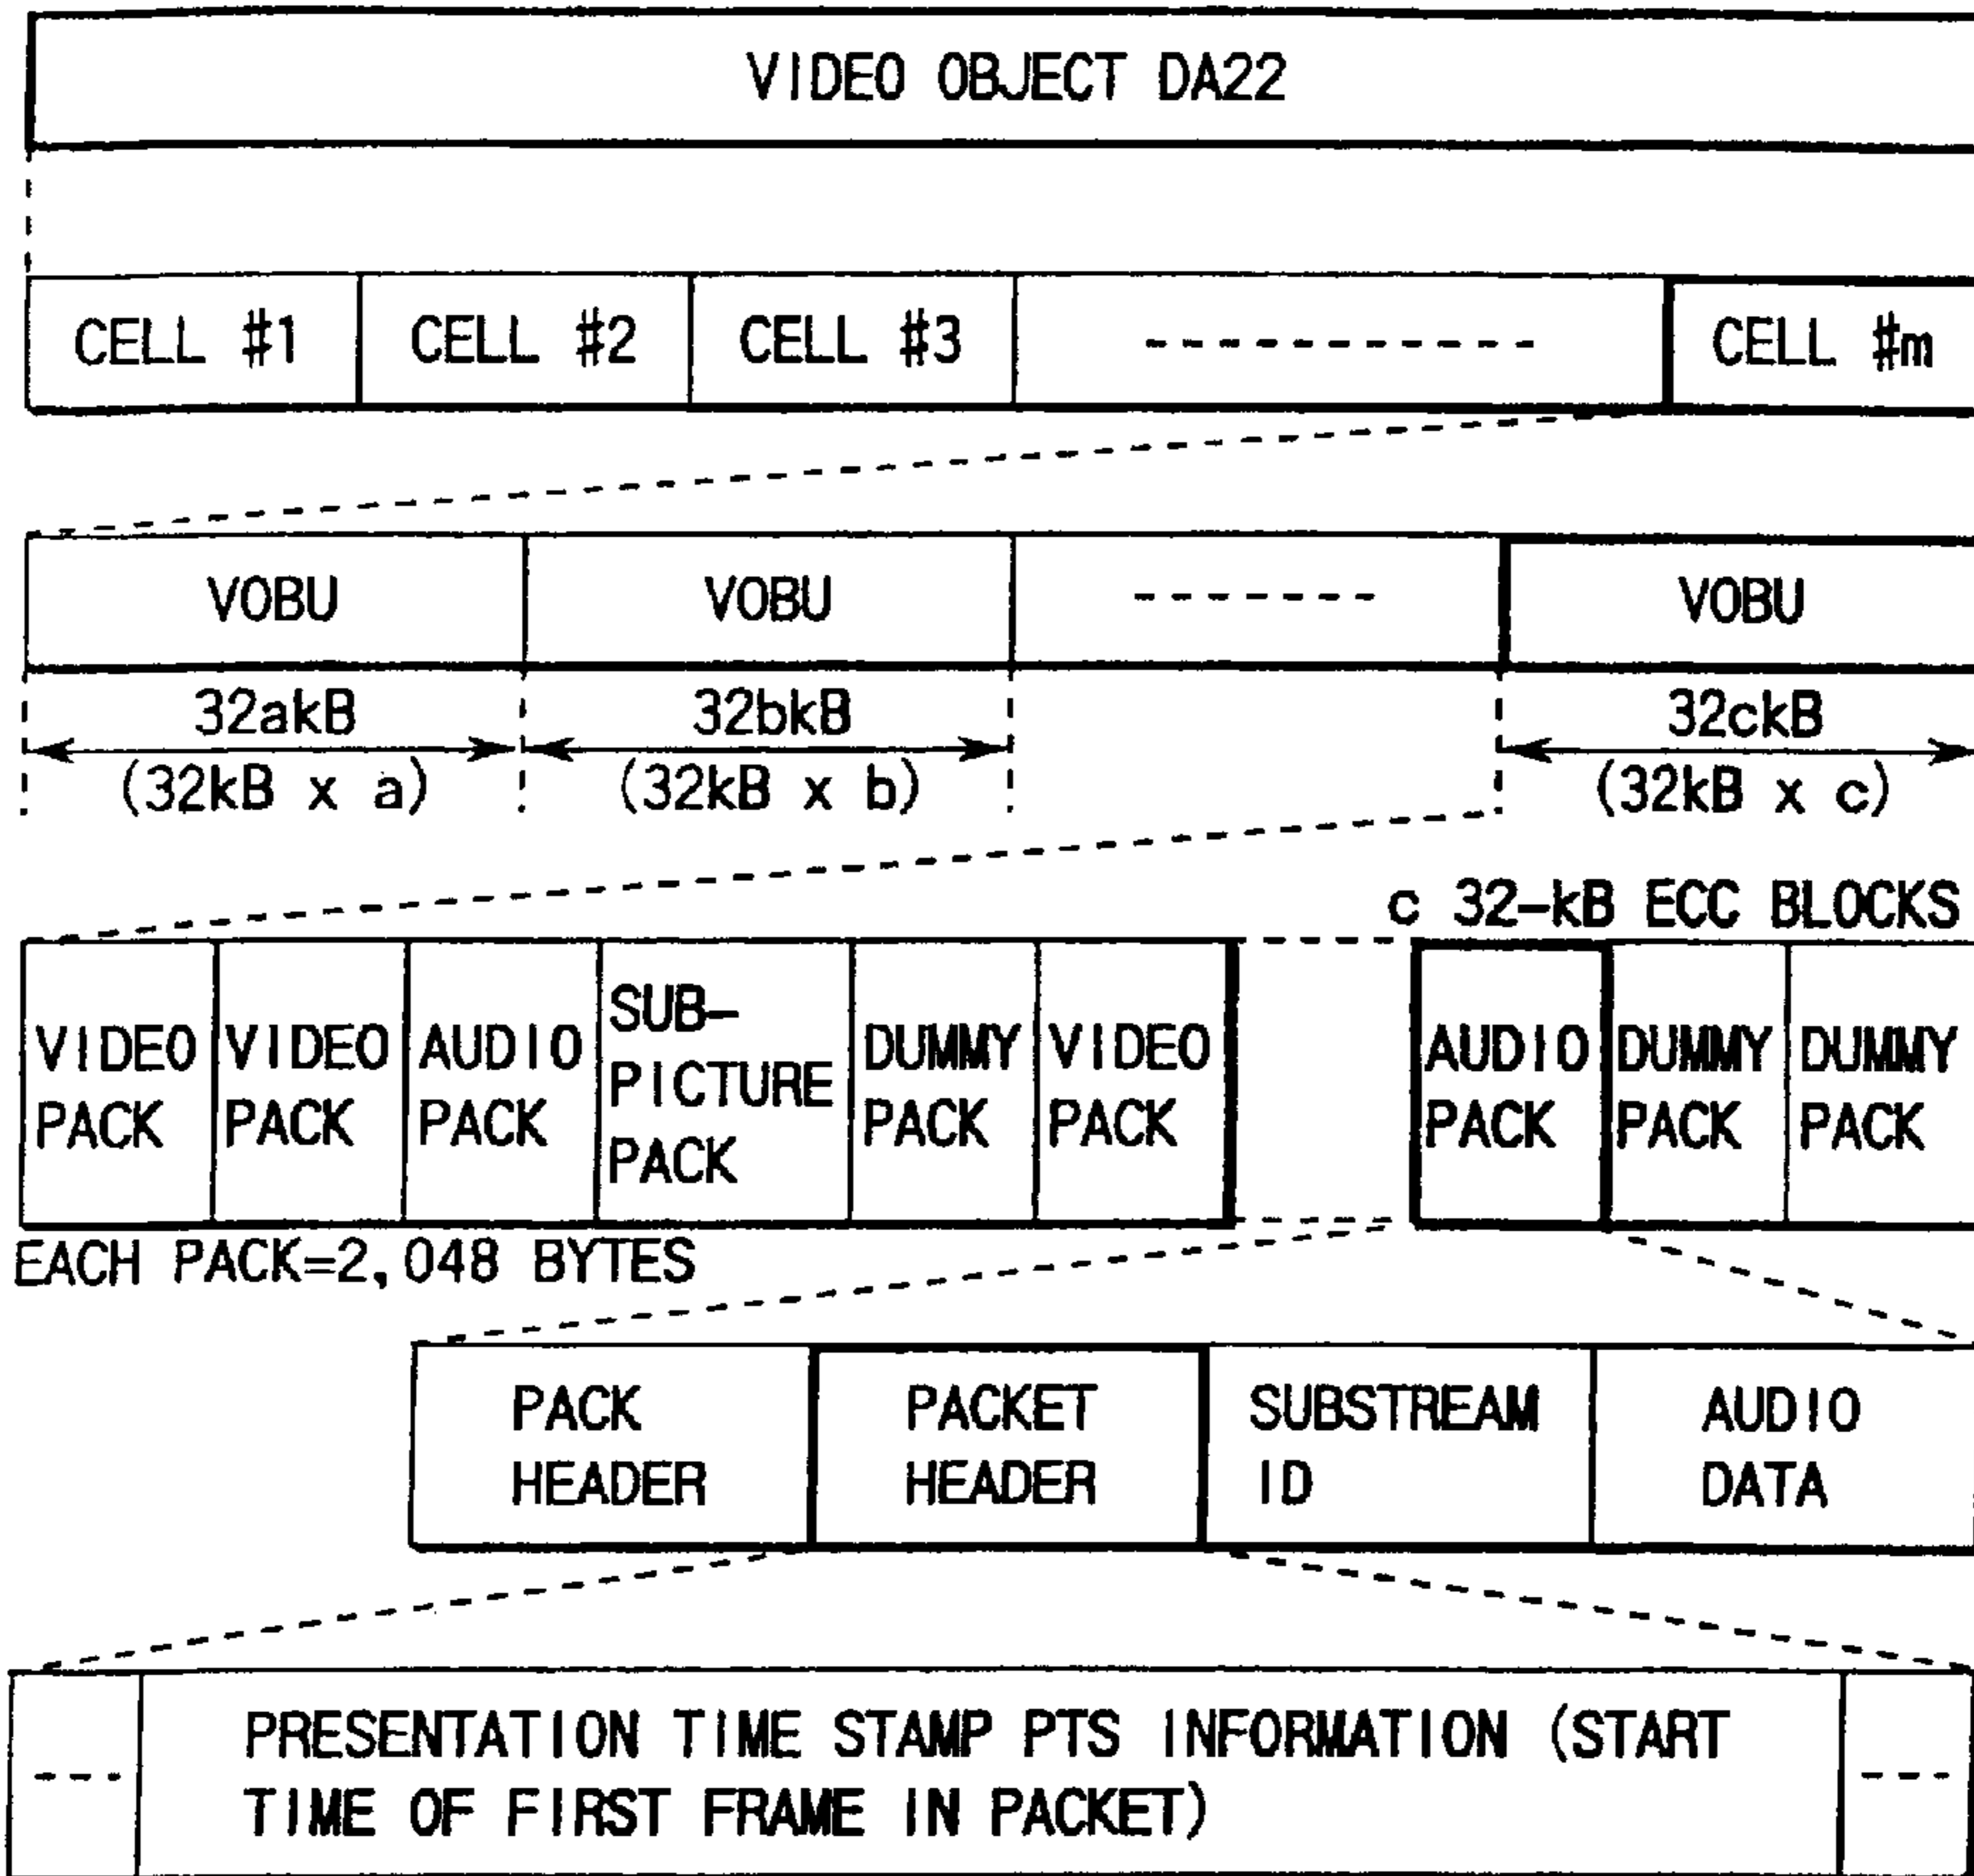 VIDEO OBJECT DA22
CELL #1 CELL #2 CELL #3 ------------ CELL #m
VOBU VOBU ------- VOBU
32akB 32bkB 32ckB
(32kB x a) (32kB x b) (32kB x c)
c 32-kB ECC BLOCKS
VIDEO PACK
VIDEO PACK
AUDIO PACK
SUB-
PICTURE
PACK
DUMMY PACK
VIDEO PACK
AUDIO PACK
DUMMY PACK
DUMMY PACK
EACH PACK=2,048 BYTES
PACK
HEADER
PACKET
HEADER
SUBSTREAM
ID
AUDIO
DATA
--- PRESENTATION TIME STAMP PTS INFORMATION (START ---
TIME OF FIRST FRAME IN PACKET)